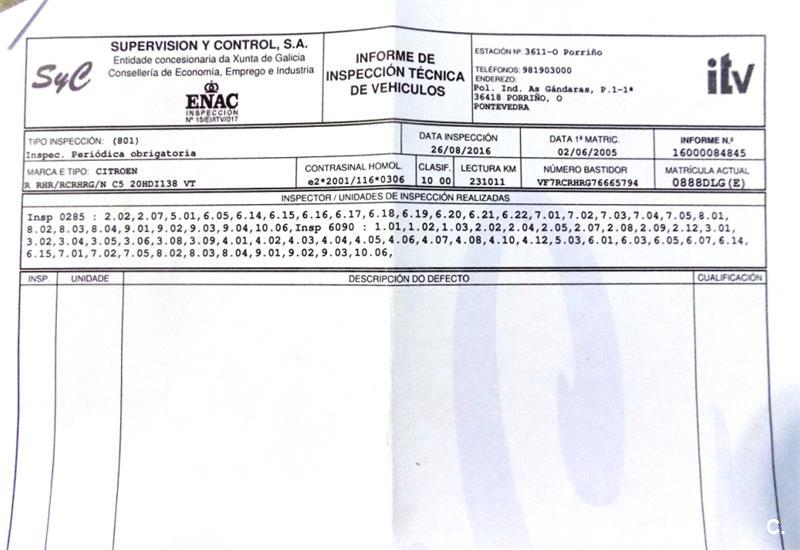 SyC
SUPERVISION Y CONTROL, S.A.
Entidade concesionaria da Xunta de Galicia
Consellería de Economía, Emprego e Industria
ENAC
INSPECCIÓN
Nº 15/EI/ITV/017
INFORME DE
INSPECCIÓN TÉCNICA
DE VEHICULOS
ESTACIÓN Nº: 3611-O Porriño
TELÉFONOS: 981903000
ENDEREZO:
Pol. Ind. As Gándaras, P.1-1ª
36418 PORRIÑO, O
PONTEVEDRA
itv
TIPO INSPECCIÓN: (801)
Inspec. Periódica obrigatoria
DATA INSPECCIÓN
26/08/2016
DATA 1ª MATRIC.
02/06/2005
INFORME N.º
16000084845
MARCA E TIPO: CITROEN
R RHR/RCRHRG/N C5 20HDI138 VT
CONTRASINAL HOMOL.
e2*2001/116*0306
CLASIF.
10 00
LECTURA KM
231011
NÚMERO BASTIDOR
VF7RCRHRG76665794
MATRÍCULA ACTUAL
0888DLG(E)
INSPECTOR / UNIDADES DE INSPECCIÓN REALIZADAS
Insp 0285 : 2.02,2.07,5.01,6.05,6.14,6.15,6.16,6.17,6.18,6.19,6.20,6.21,6.22,7.01,7.02,7.03,7.04,7.05,8.01,
8.02,8.03,8.04,9.01,9.02,9.03,9.04,10.06,Insp 6090 : 1.01,1.02,1.03,2.02,2.04,2.05,2.07,2.08,2.09,2.12,3.01,
3.02,3.04,3.05,3.06,3.08,3.09,4.01,4.02,4.03,4.04,4.05,4.06,4.07,4.08,4.10,4.12,5.03,6.01,6.03,6.05,6.07,6.14,
6.15,7.01,7.02,7.05,8.02,8.03,8.04,9.01,9.02,9.03,10.06,
INSP.
UNIDADE
DESCRIPCIÓN DO DEFECTO
CUALIFICACIÓN
C.